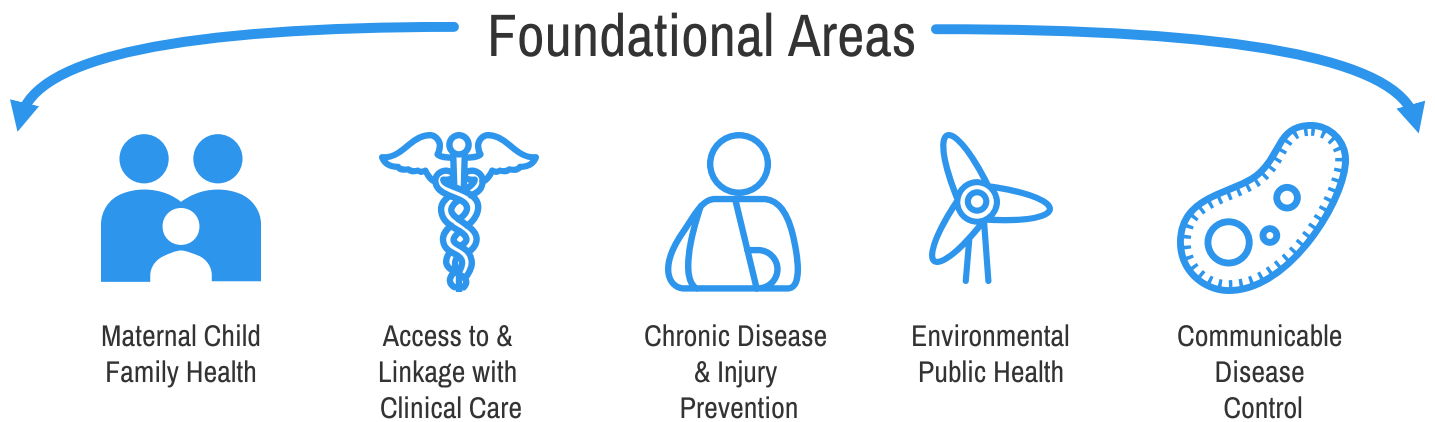 Foundational Areas
Maternal Child
Family Health
Access to &
Linkage with
Clinical Care
Chronic Disease
& Injury
Prevention
Environmental
Public Health
Communicable
Disease
Control